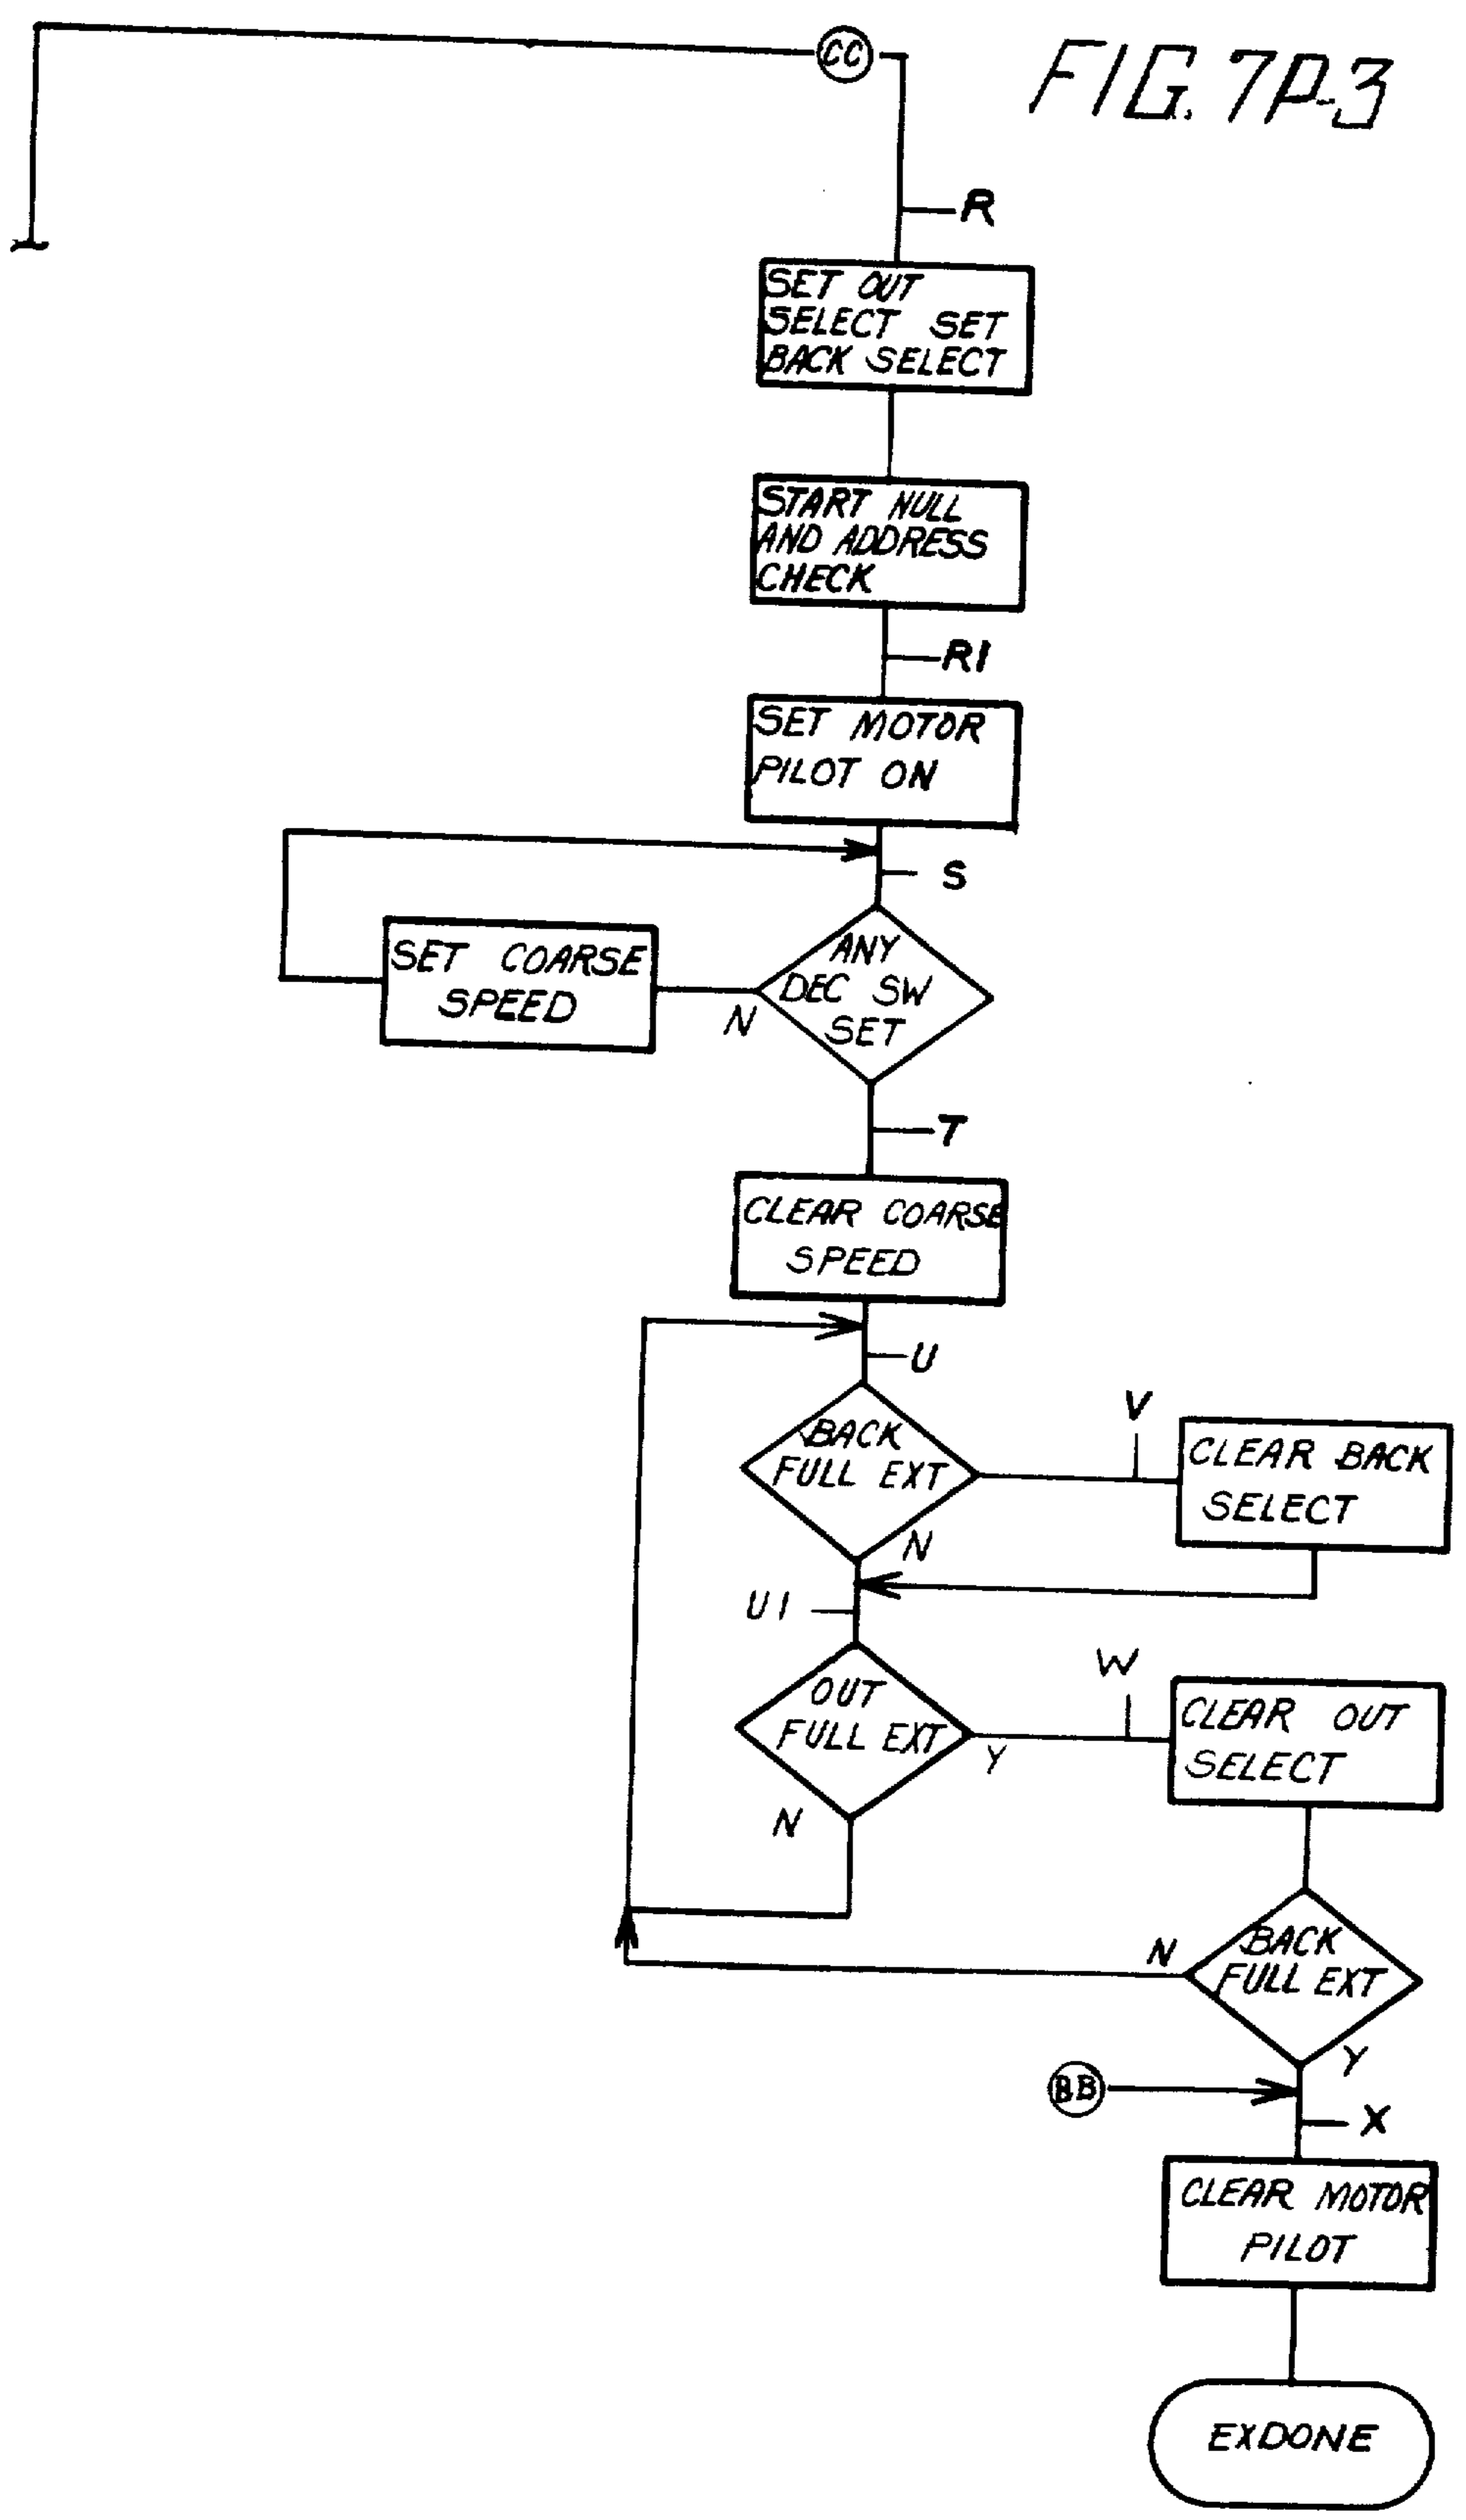 CC
FIG. 7P-3
R
SET OUT
SELECT SET
BACK SELECT
START NULL
AND ADDRESS
CHECK
R1
SET MOTOR
PILOT ON
S
SET COARSE
SPEED
N
ANY
DEC SW
SET
T
CLEAR COARSE
SPEED
U
BACK
FULL EXT
N
V
CLEAR BACK
SELECT
U1
OUT
FULL EXT
Y
N
W
CLEAR OUT
SELECT
N
BACK
FULL EXT
Y
BB
X
CLEAR MOTOR
PILOT
EXDONE